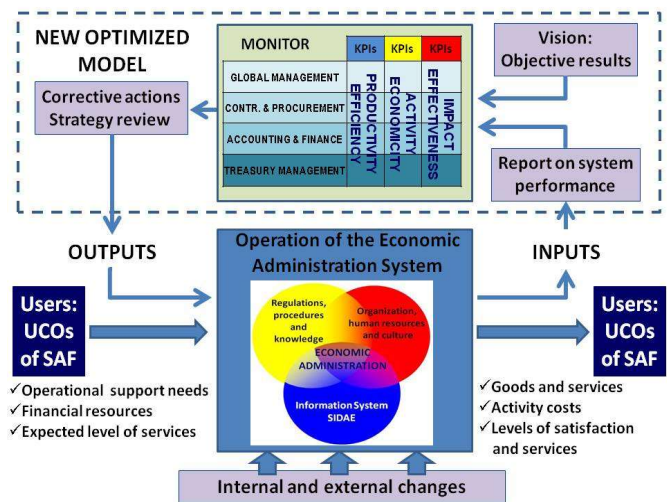 NEW OPTIMIZED
MODEL
Corrective actions
Strategy review
MONITOR
KPIs
KPIs
KPIs
GLOBAL MANAGEMENT
CONTR. & PROCUREMENT
ACCOUNTING & FINANCE
TREASURY MANAGEMENT
PRODUCTIVITY
EFFICIENCY
ACTIVITY
ECONOMICITY
IMPACT
EFFECTIVENESS
Vision:
Objective results
Report on system
performance
OUTPUTS
INPUTS
Users:
UCOs
of SAF
✓Operational support needs
✓Financial resources
✓Expected level of services
Operation of the Economic
Administration System
Regulations,
procedures
and
knowledge
Organization,
human resources
and culture
ECONOMIC
ADMINISTRATION
Information System
SIDAE
Users:
UCOs
of SAF
✓Goods and services
✓Activity costs
✓Levels of satisfaction
and services
Internal and external changes